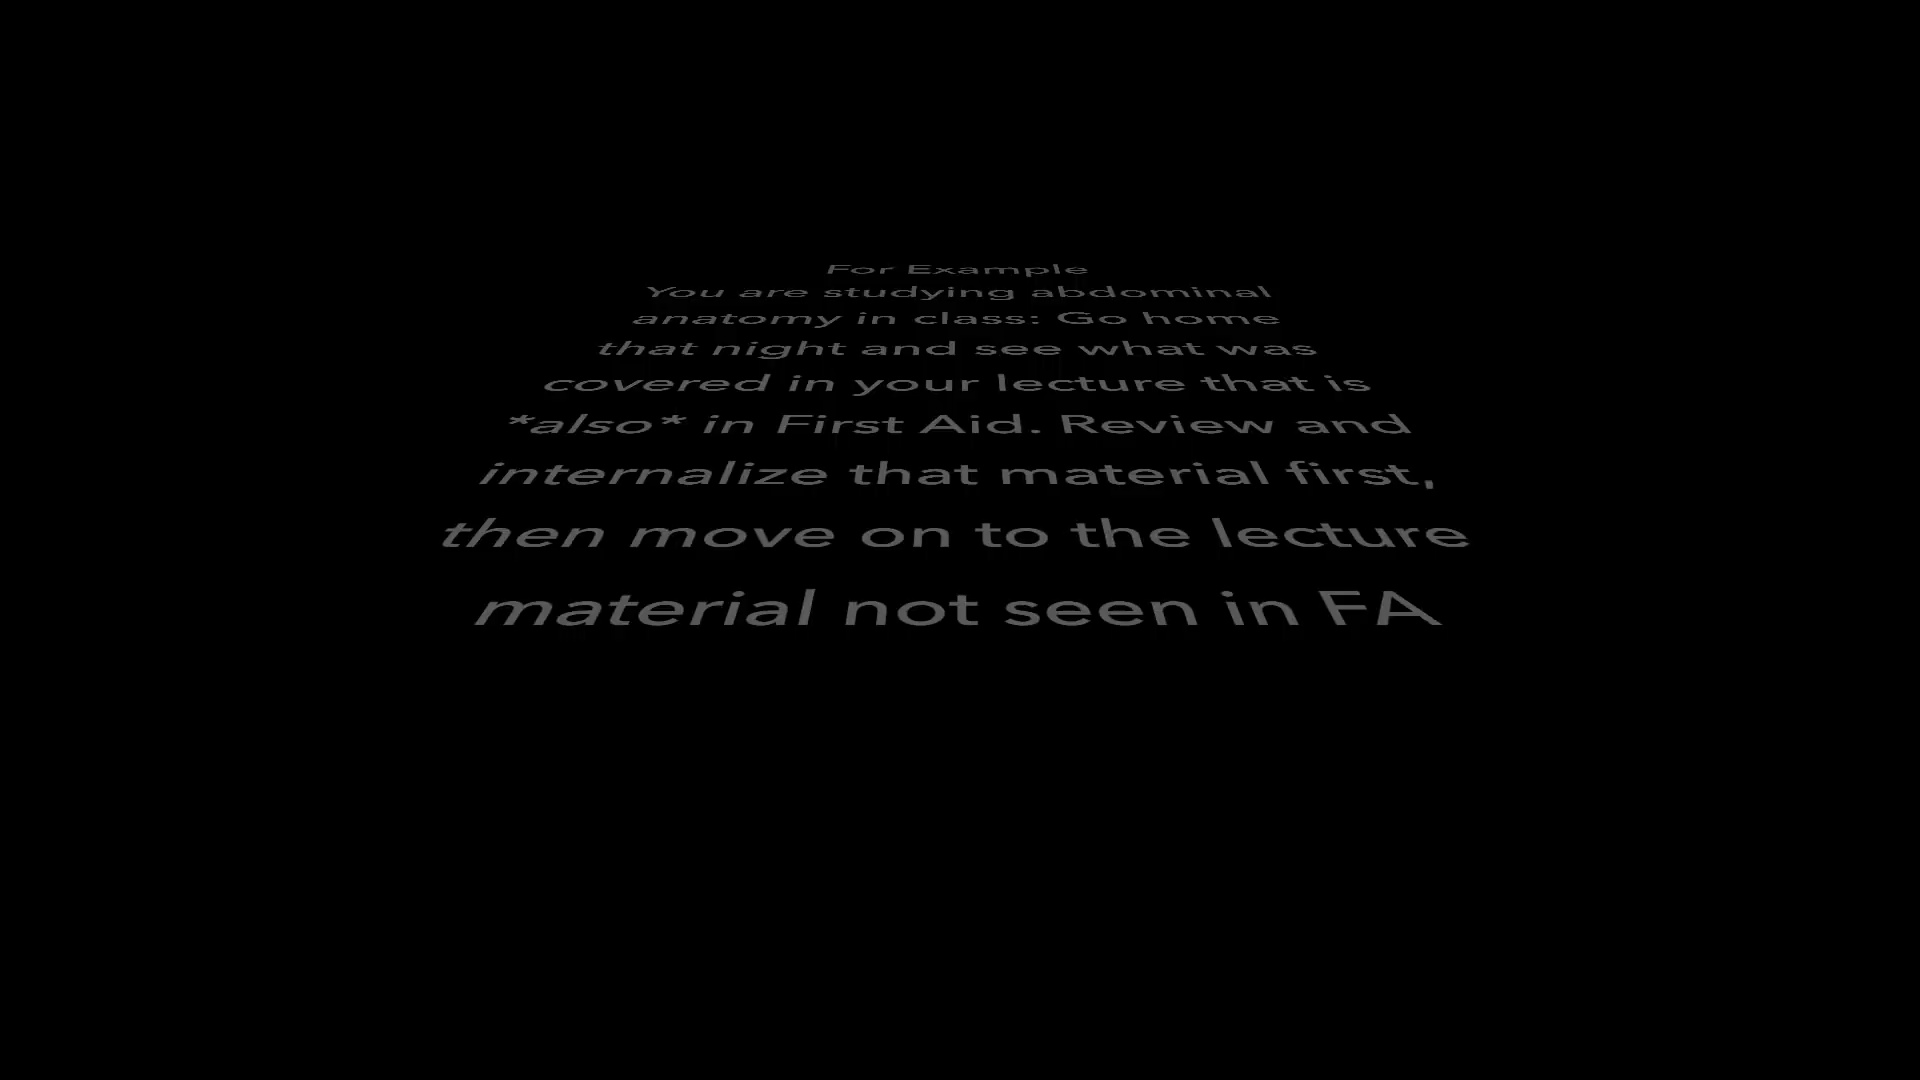 For Example
You are studying abdominal
anatomy in class: Go home
that night and see what was
covered in your lecture that is
*also* in First Aid. Review and
internalize that material first,
then move on to the lecture
material not seen in FA